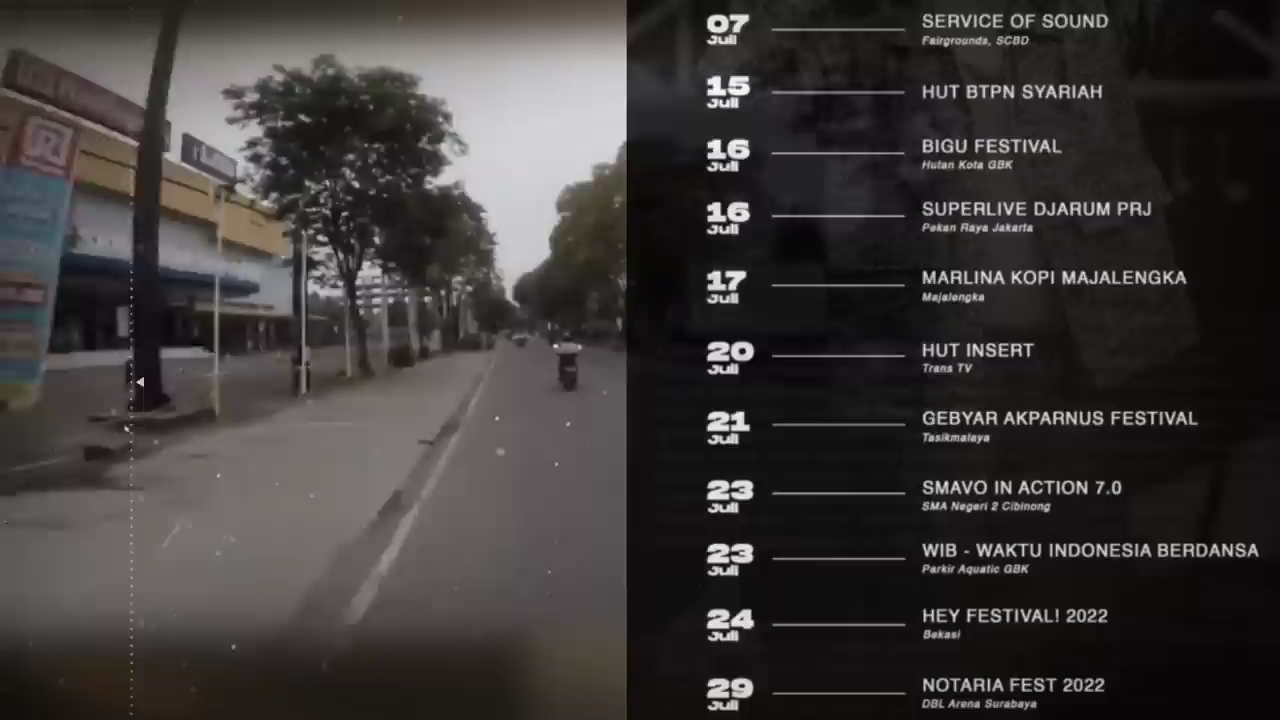 07
Juli
SERVICE OF SOUND
Fairgrounds, SCBD
15
Juli
HUT BTPN SYARIAH
16
Juli
BIGU FESTIVAL
Hutan Kota GBK
16
Juli
SUPERLIVE DJARUM PRJ
Pekan Raya Jakarta
17
Juli
MARLINA KOPI MAJALENGKA
Majalengka
20
Juli
HUT INSERT
Trans TV
21
Juli
GEBYAR AKPARNUS FESTIVAL
Tasikmalaya
23
Juli
SMAVO IN ACTION 7.0
SMA Negeri 2 Cibinong
23
Juli
WIB - WAKTU INDONESIA BERDANSA
Parkir Aquatic GBK
24
Juli
HEY FESTIVAL! 2022
Bekasi
29
Juli
NOTARIA FEST 2022
DBL Arena Surabaya